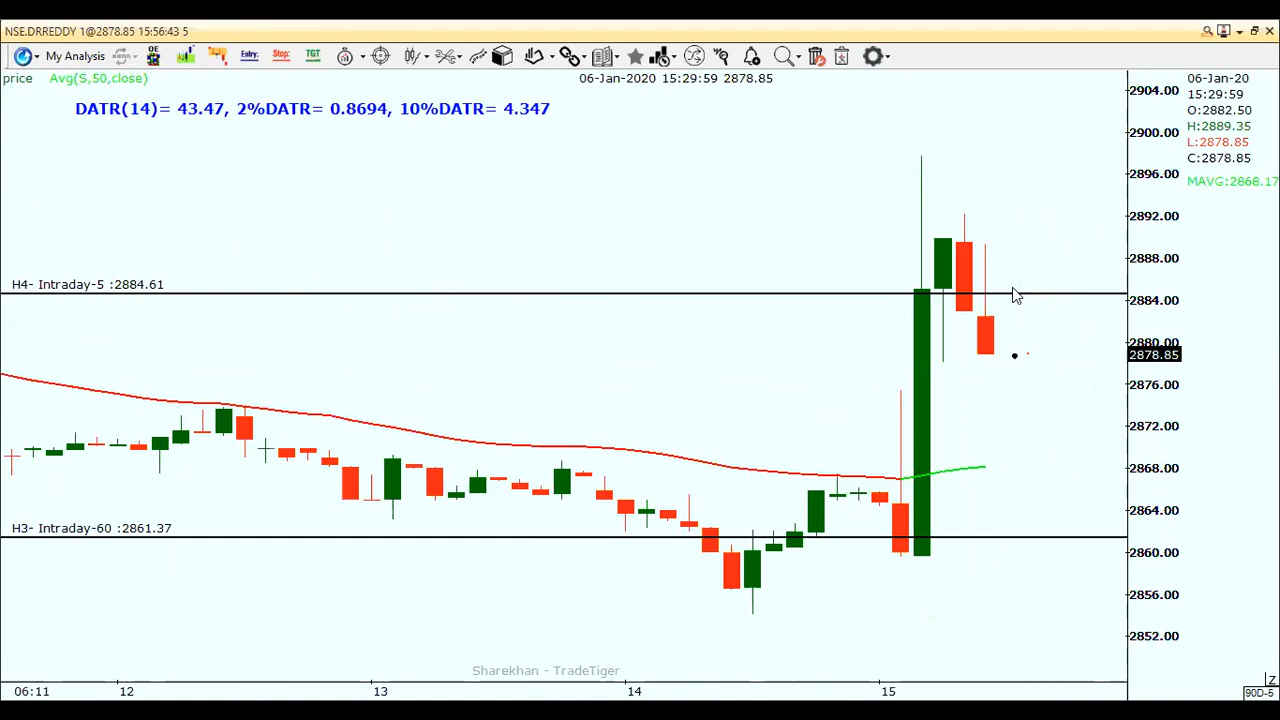 NSE.DRREDDY 1@2878.85 15:56:43 5
My Analysis
OE
Entry:
Stop:
TGT
price Avg(S,50,close)
06-Jan-2020 15:29:59 2878.85
DATR(14)= 43.47, 2%DATR= 0.8694, 10%DATR= 4.347
06-Jan-20
15:29:59
O:2882.50
H:2889.35
L:2878.85
C:2878.85
MAVG:2868.17
2904.00
2900.00
2896.00
2892.00
2888.00
H4- Intraday-5 :2884.61
2884.00
2880.00
2878.85
2876.00
2872.00
2868.00
2864.00
H3- Intraday-60 :2861.37
2860.00
2856.00
2852.00
Sharekhan - TradeTiger
06:11 12 13 14 15
Z
90D-5